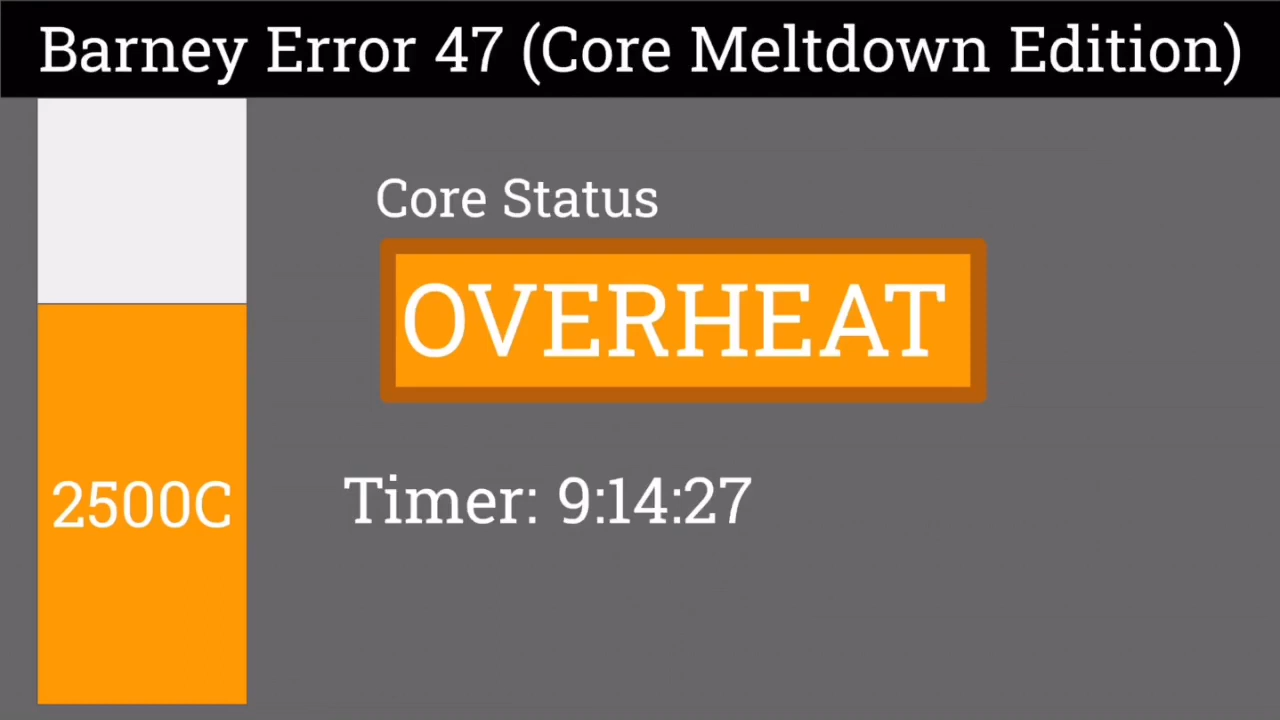 Barney Error 47 (Core Meltdown Edition)
Core Status
OVERHEAT
2500C
Timer: 9:14:27